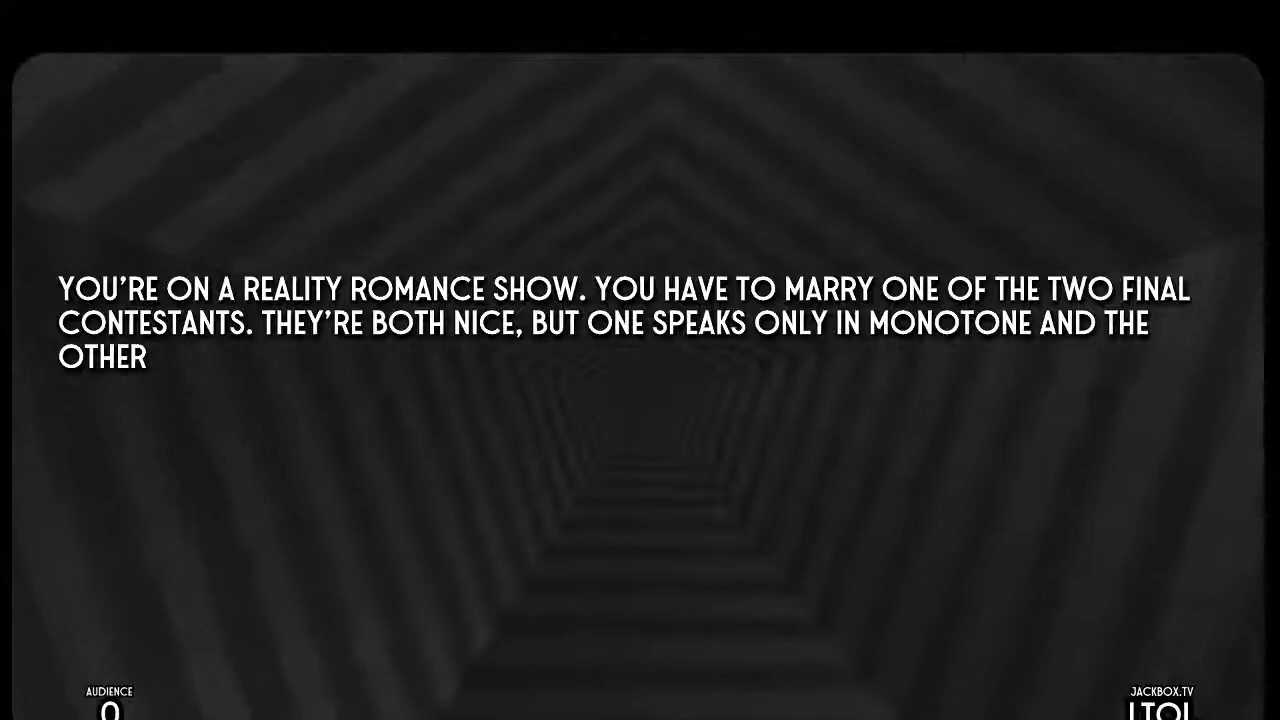 YOU'RE ON A REALITY ROMANCE SHOW. YOU HAVE TO MARRY ONE OF THE TWO FINAL
CONTESTANTS. THEY'RE BOTH NICE, BUT ONE SPEAKS ONLY IN MONOTONE AND THE
OTHER
AUDIENCE
0
JACKBOX.TV